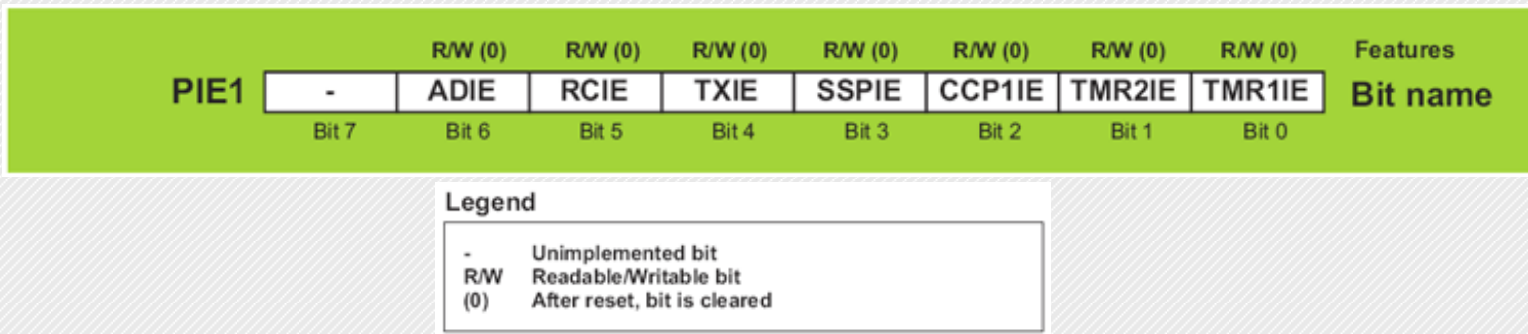 R/W (0) R/W (0) R/W (0) R/W (0) R/W (0) R/W (0) R/W (0) Features
PIE1 - ADIE RCIE TXIE SSPIE CCP1IE TMR2IE TMR1IE Bit name
Bit 7 Bit 6 Bit 5 Bit 4 Bit 3 Bit 2 Bit 1 Bit 0
Legend
- Unimplemented bit
R/W Readable/Writable bit
(0) After reset, bit is cleared